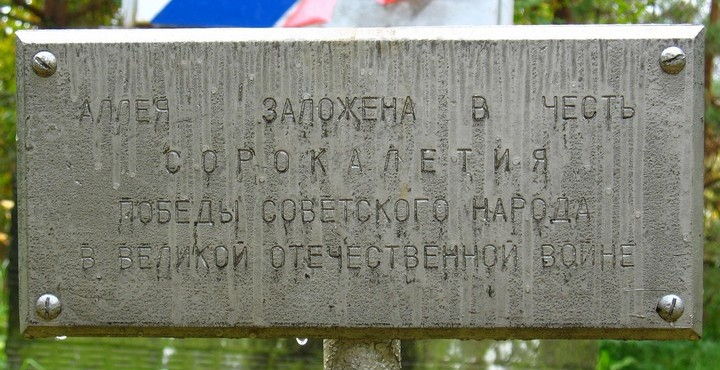 АЛЛЕЯ ЗАЛОЖЕНА В ЧЕСТЬ
СОРОКАЛЕТИЯ
ПОБЕДЫ СОВЕТСКОГО НАРОДА
В ВЕЛИКОЙ ОТЕЧЕСТВЕННОЙ ВОЙНЕ